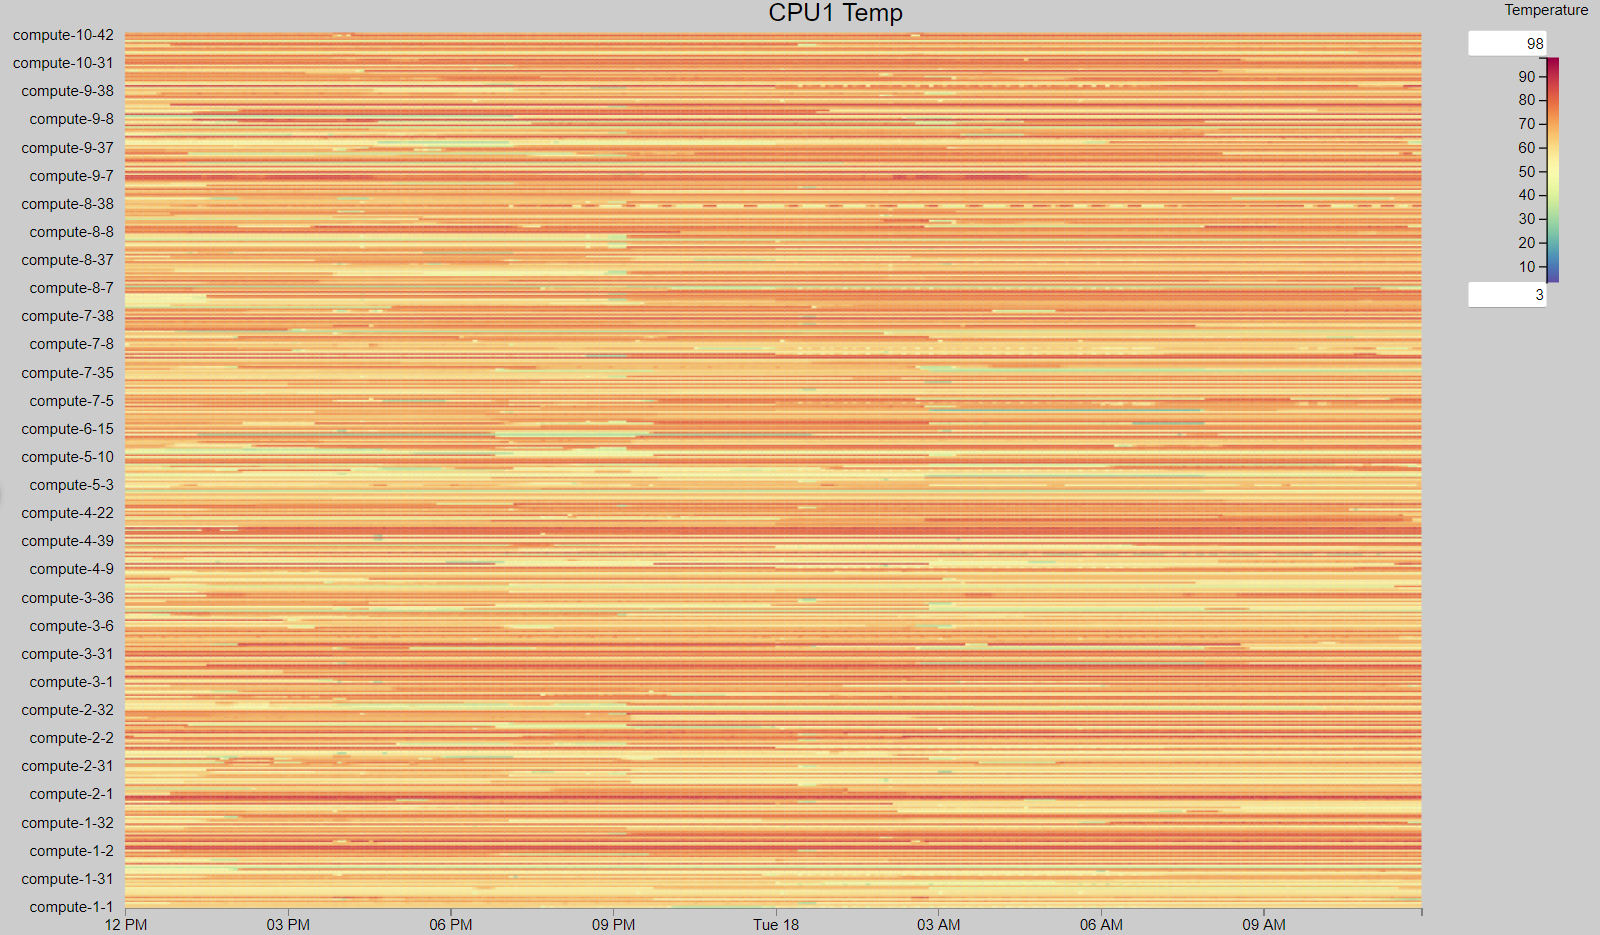 CPU1 Temp
Temperature
98
90
80
70
60
50
40
30
20
10
3
compute-10-42
compute-10-31
compute-9-38
compute-9-8
compute-9-37
compute-9-7
compute-8-38
compute-8-8
compute-8-37
compute-8-7
compute-7-38
compute-7-8
compute-7-35
compute-7-5
compute-6-15
compute-5-10
compute-5-3
compute-4-22
compute-4-39
compute-4-9
compute-3-36
compute-3-6
compute-3-31
compute-3-1
compute-2-32
compute-2-2
compute-2-31
compute-2-1
compute-1-32
compute-1-2
compute-1-31
compute-1-1
12 PM 03 PM 06 PM 09 PM Tue 18 03 AM 06 AM 09 AM